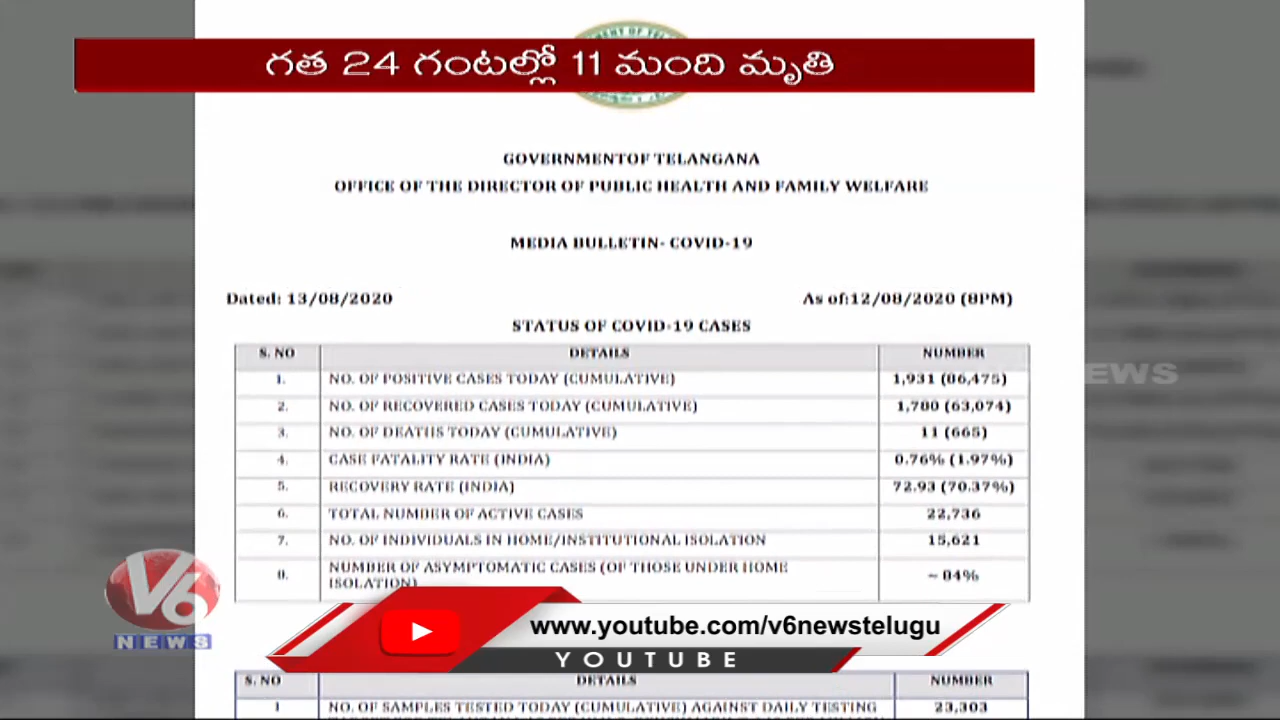 గత 24 గంటల్లో 11 మంది మృతి
GOVERNMENTOF TELANGANA
OFFICE OF THE DIRECTOR OF PUBLIC HEALTH AND FAMILY WELFARE
MEDIA BULLETIN- COVID-19
Dated: 13/08/2020 As of:12/08/2020 (8PM)
STATUS OF COVID-19 CASES
S. NO DETAILS NUMBER
1. NO. OF POSITIVE CASES TODAY (CUMULATIVE) 1,931 (86,475)
2. NO. OF RECOVERED CASES TODAY (CUMULATIVE) 1,780 (63,074)
3. NO. OF DEATHS TODAY (CUMULATIVE) 11 (665)
4. CASE FATALITY RATE (INDIA) 0.76% (1.97%)
5. RECOVERY RATE (INDIA) 72.93 (70.37%)
6. TOTAL NUMBER OF ACTIVE CASES 22,736
7. NO. OF INDIVIDUALS IN HOME/INSTITUTIONAL ISOLATION 15,621
8. NUMBER OF ASYMPTOMATIC CASES (OF THOSE UNDER HOME ~ 84%
ISOLATION)
V6
NEWS
www.youtube.com/v6newstelugu
YOUTUBE
S. NO DETAILS NUMBER
1 NO. OF SAMPLES TESTED TODAY (CUMULATIVE) AGAINST DAILY TESTING 23,303